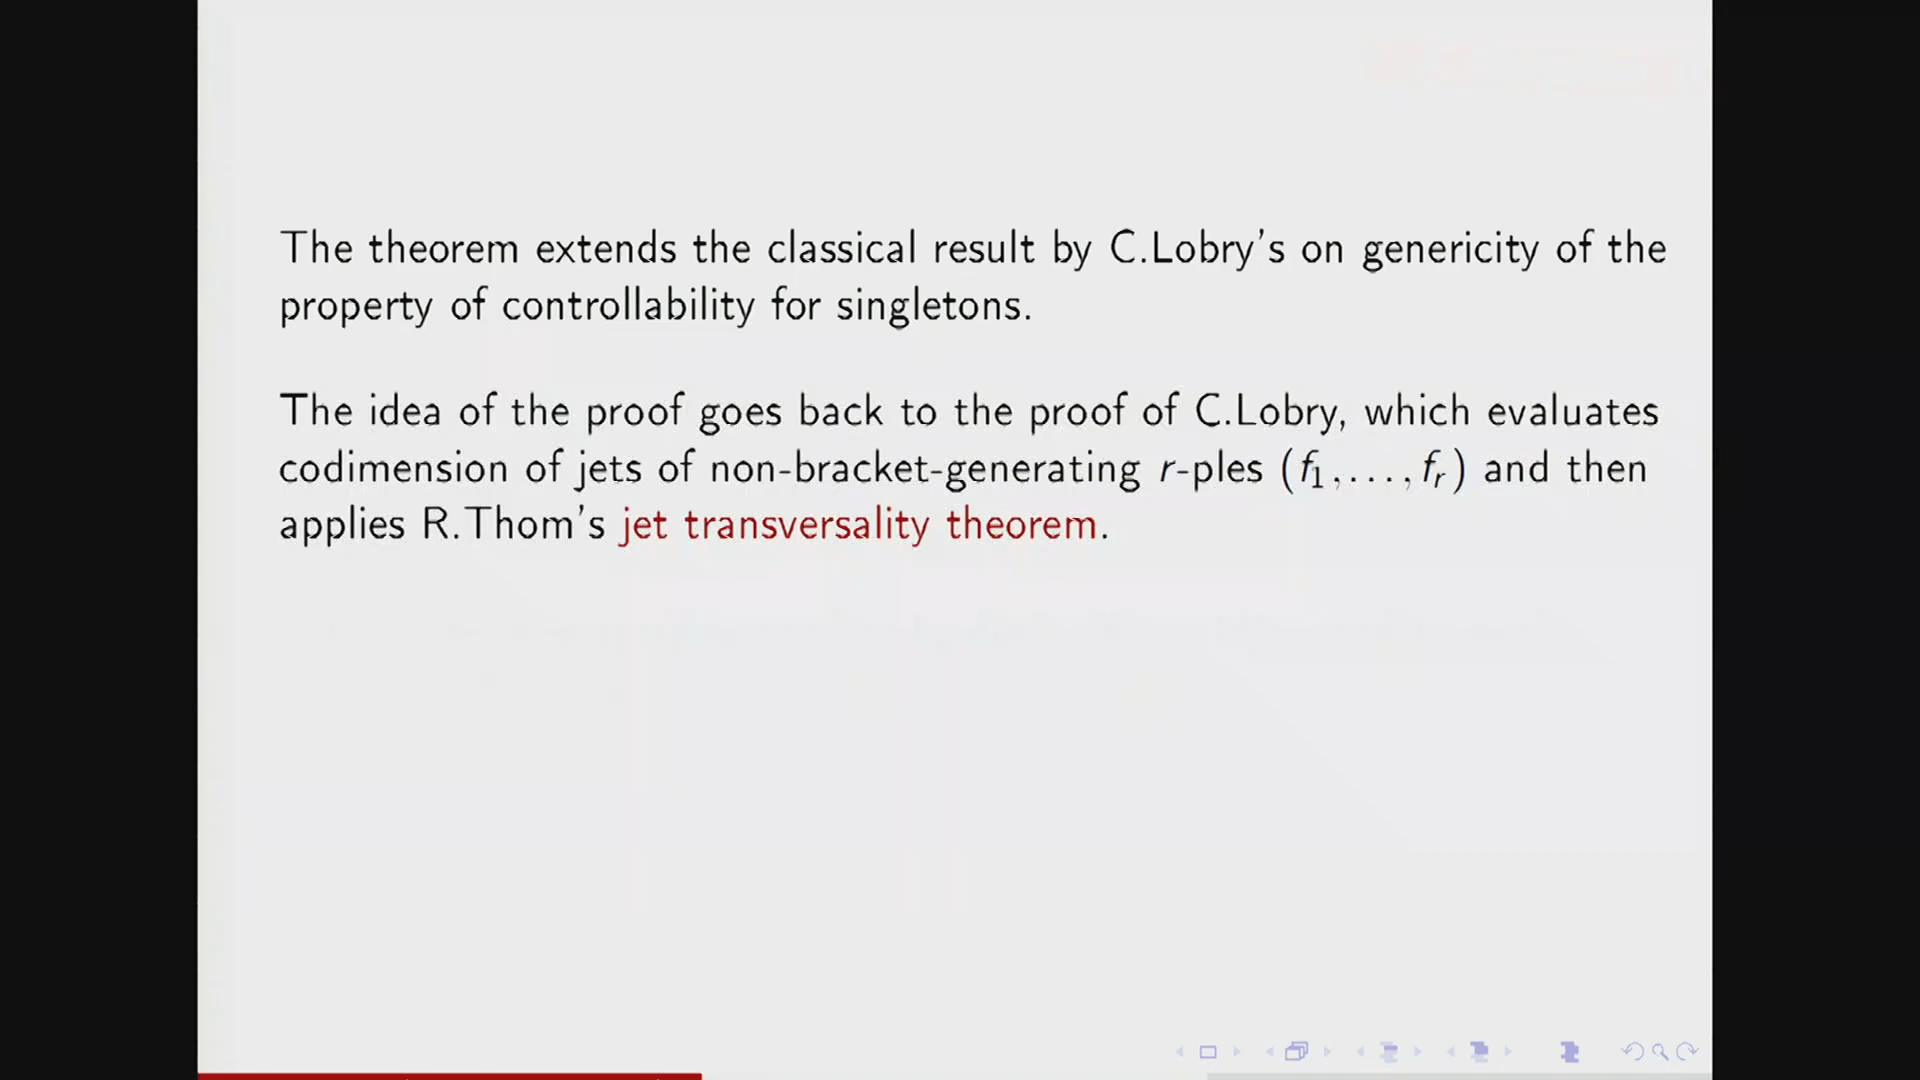 The theorem extends the classical result by C.Lobry's on genericity of the
property of controllability for singletons.
The idea of the proof goes back to the proof of C.Lobry, which evaluates
codimension of jets of non-bracket-generating r-ples (f₁,...,fᵣ) and then
applies R.Thom's jet transversality theorem.